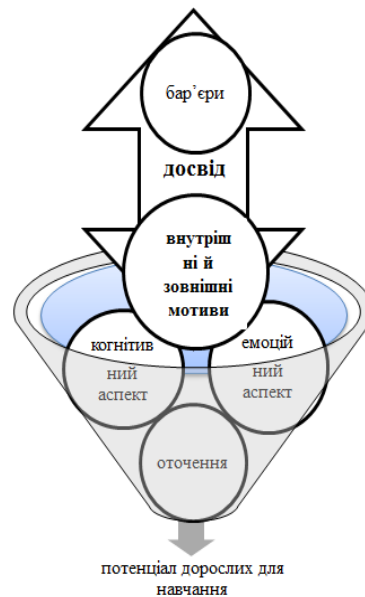 бар’єри
досвід
внутріш
ні й
зовнішні
мотиви
когнітив
ний
аспект
емоцій
ний
аспект
оточення
потенціал дорослих для
навчання